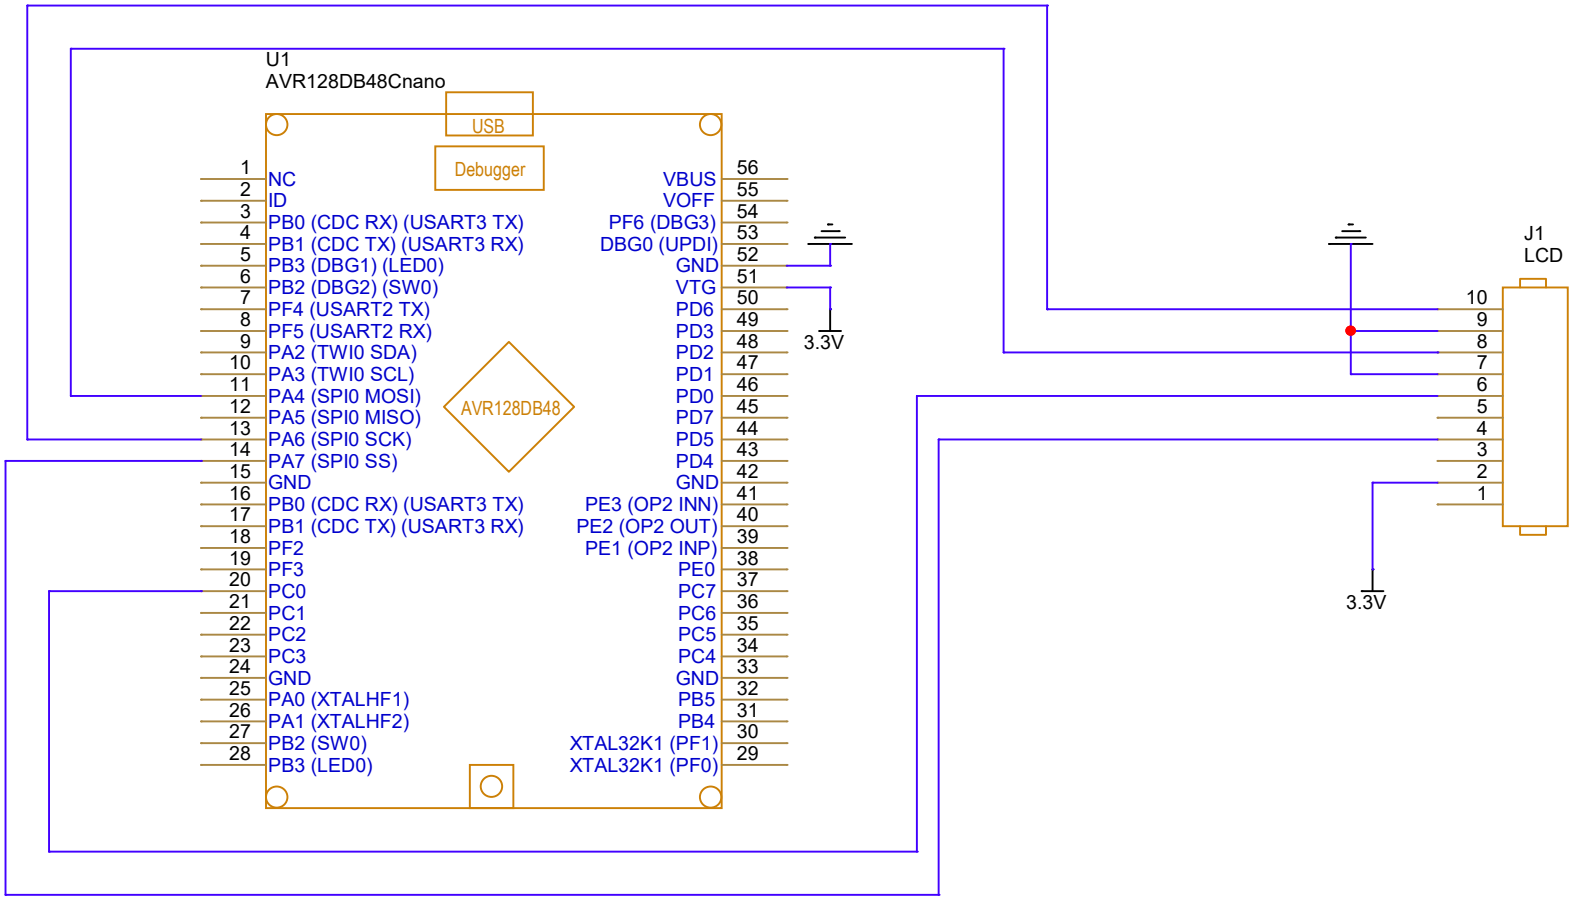 U1
AVR128DB48Cnano
USB
Debugger
1 NC
2 ID
3 PB0 (CDC RX) (USART3 TX)
4 PB1 (CDC TX) (USART3 RX)
5 PB3 (DBG1) (LED0)
6 PB2 (DBG2) (SW0)
7 PF4 (USART2 TX)
8 PF5 (USART2 RX)
9 PA2 (TWI0 SDA)
10 PA3 (TWI0 SCL)
11 PA4 (SPI0 MOSI)
12 PA5 (SPI0 MISO)
13 PA6 (SPI0 SCK)
14 PA7 (SPI0 SS)
15 GND
16 PB0 (CDC RX) (USART3 TX)
17 PB1 (CDC TX) (USART3 RX)
18 PF2
19 PF3
20 PC0
21 PC1
22 PC2
23 PC3
24 GND
25 PA0 (XTALHF1)
26 PA1 (XTALHF2)
27 PB2 (SW0)
28 PB3 (LED0)
AVR128DB48
VBUS 56
VOFF 55
PF6 (DBG3) 54
DBG0 (UPDI) 53
GND 52
VTG 51
PD6 50
PD3 49
PD2 48
PD1 47
PD0 46
PD7 45
PD5 44
PD4 43
GND 42
PE3 (OP2 INN) 41
PE2 (OP2 OUT) 40
PE1 (OP2 INP) 39
PE0 38
PC7 37
PC6 36
PC5 35
PC4 34
GND 33
PB5 32
PB4 31
XTAL32K1 (PF1) 30
XTAL32K1 (PF0) 29
3.3V
J1
LCD
10
9
8
7
6
5
4
3
2
1
3.3V